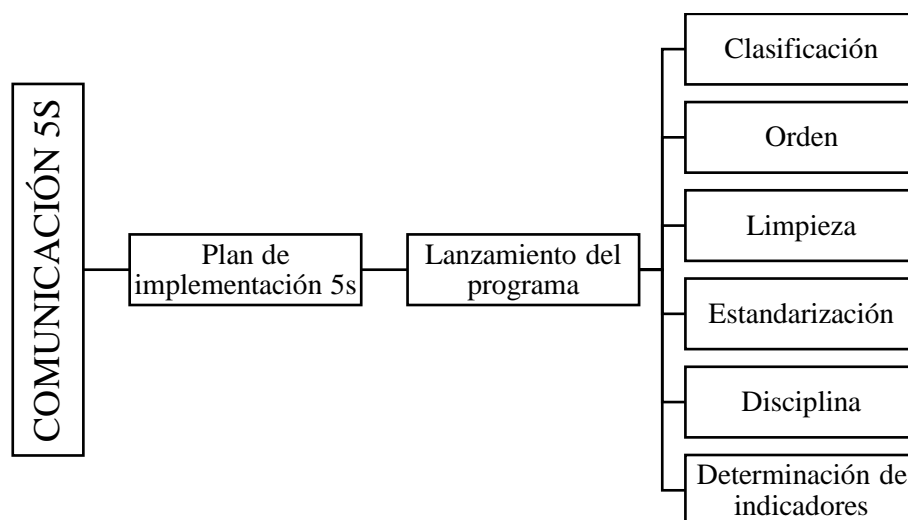 COMUNICACIÓN 5S
Plan de
implementación 5s
Lanzamiento del
programa
Clasificación
Orden
Limpieza
Estandarización
Disciplina
Determinación de
indicadores